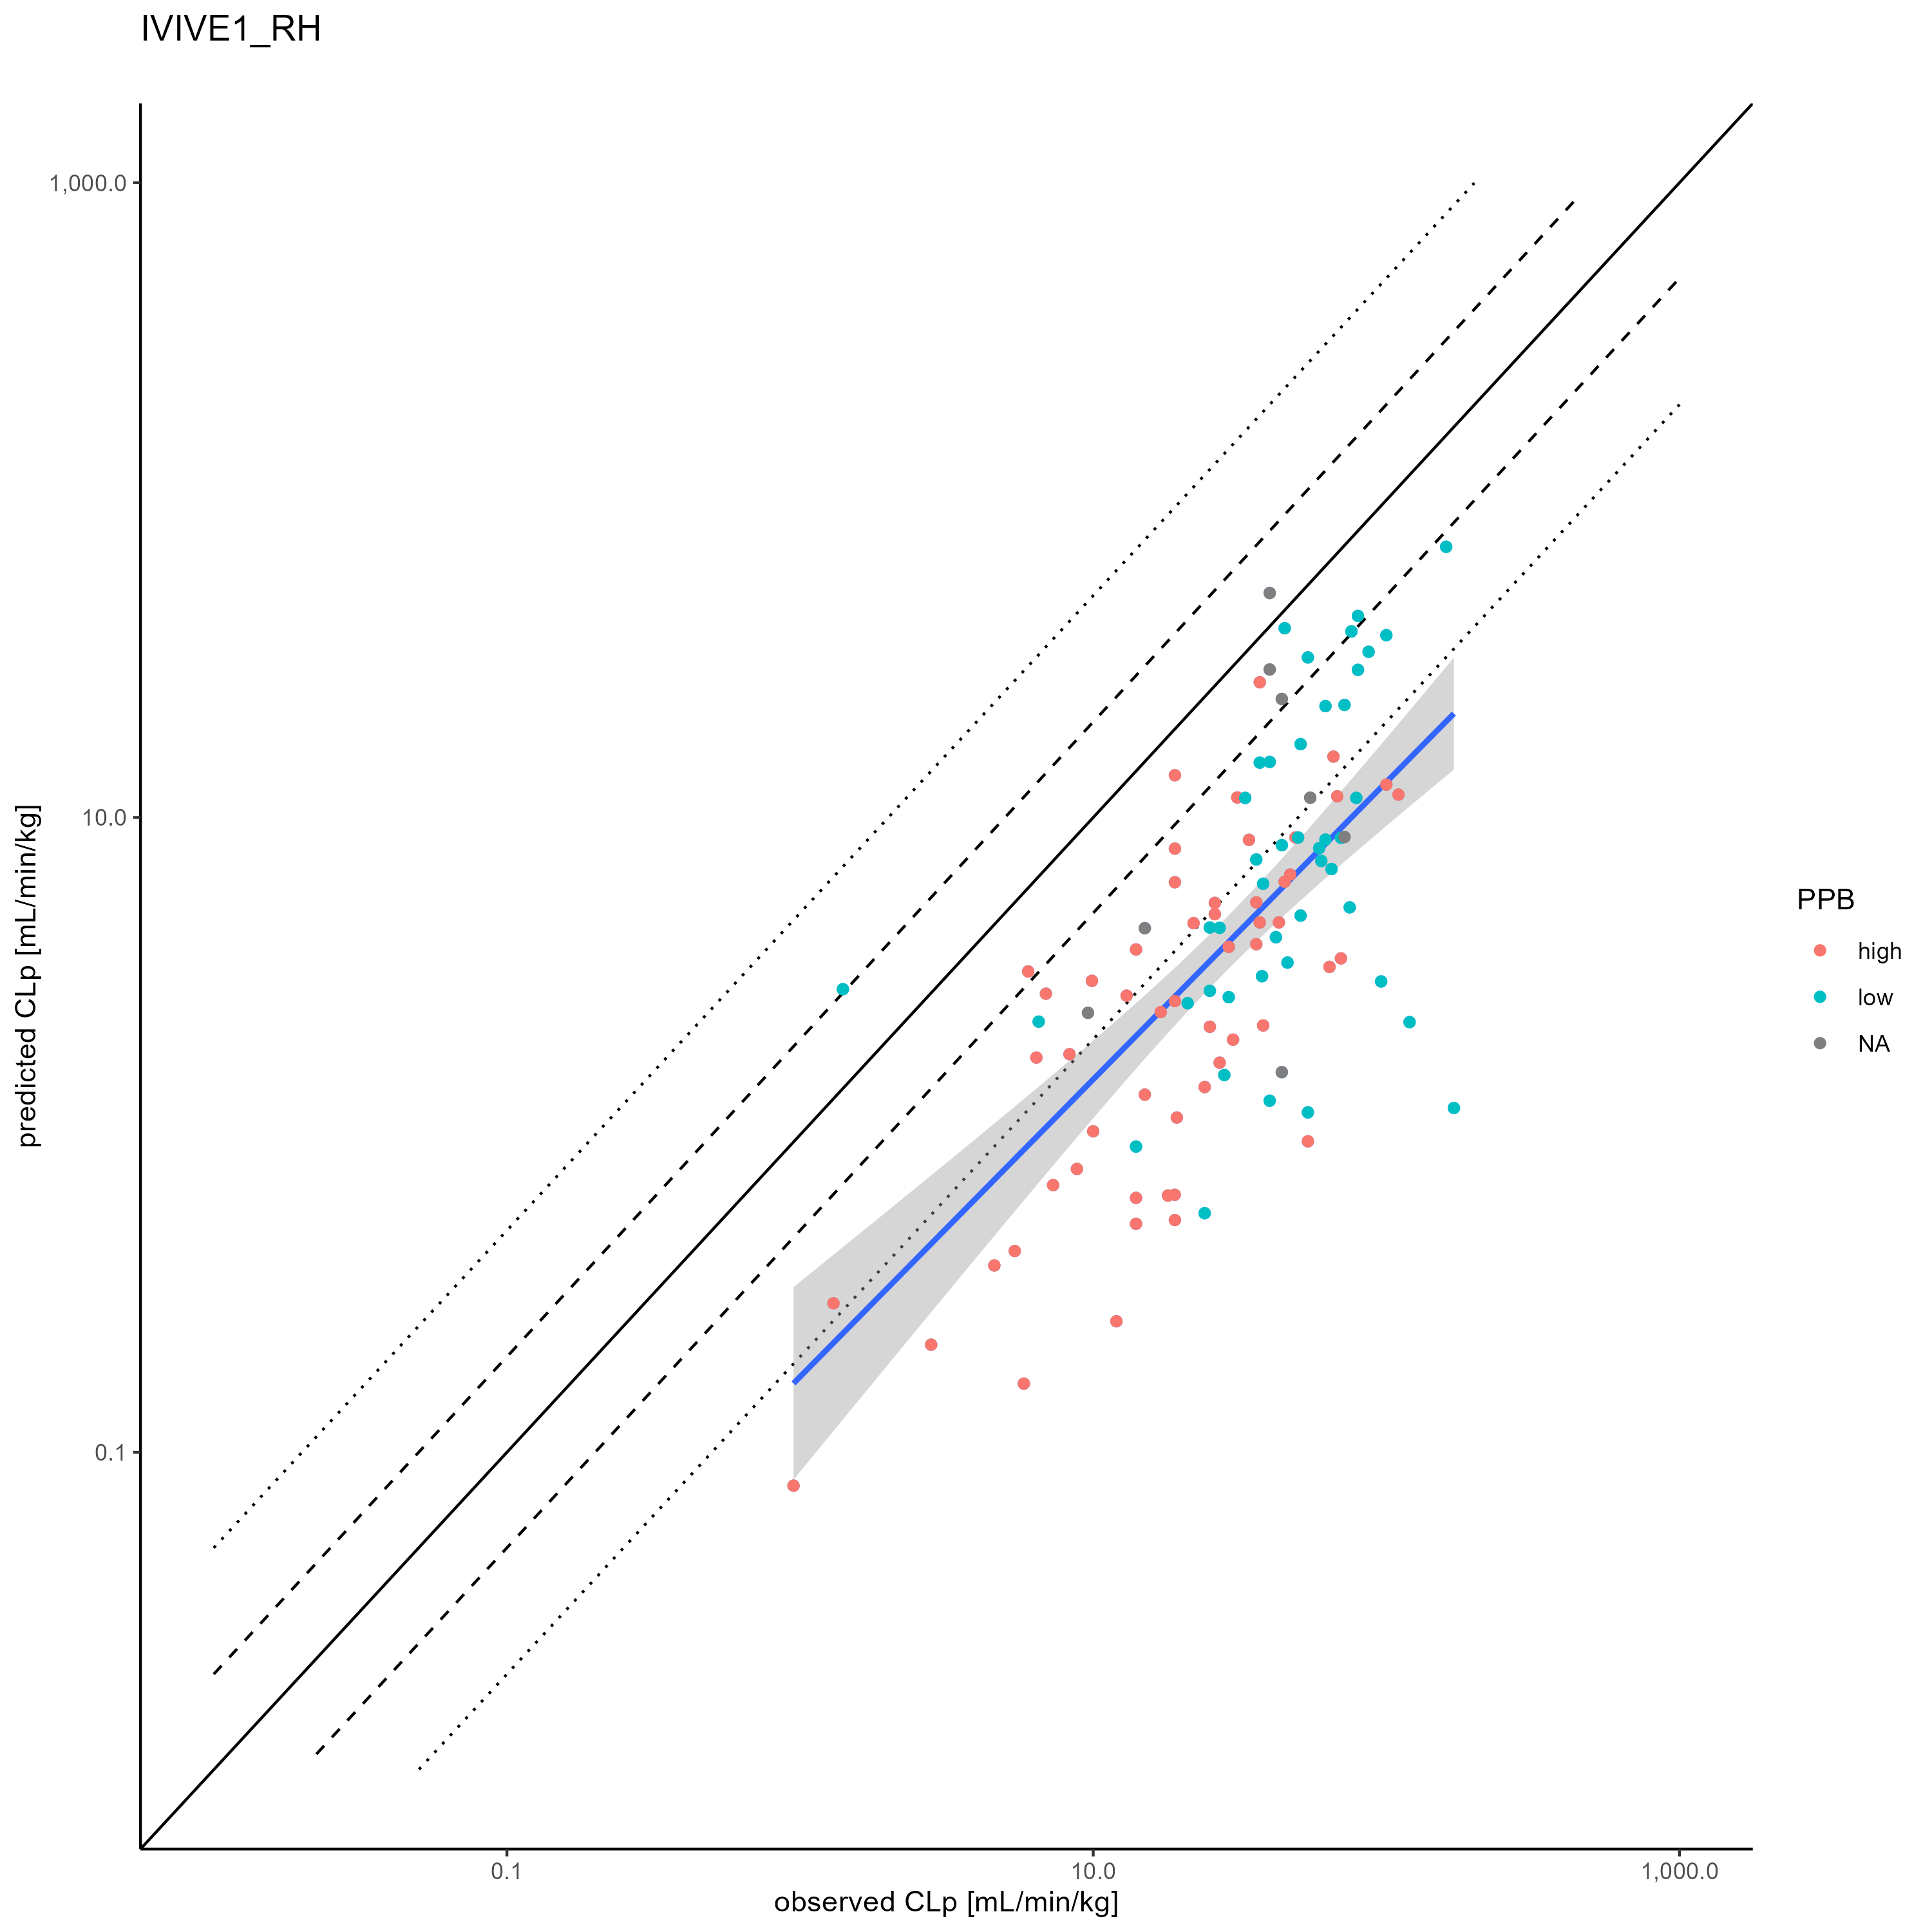 IVIVE1_RH
1,000.0
10.0
0.1
predicted CLp [mL/min/kg]
0.1
10.0
1,000.0
observed CLp [mL/min/kg]
PPB
high
low
NA